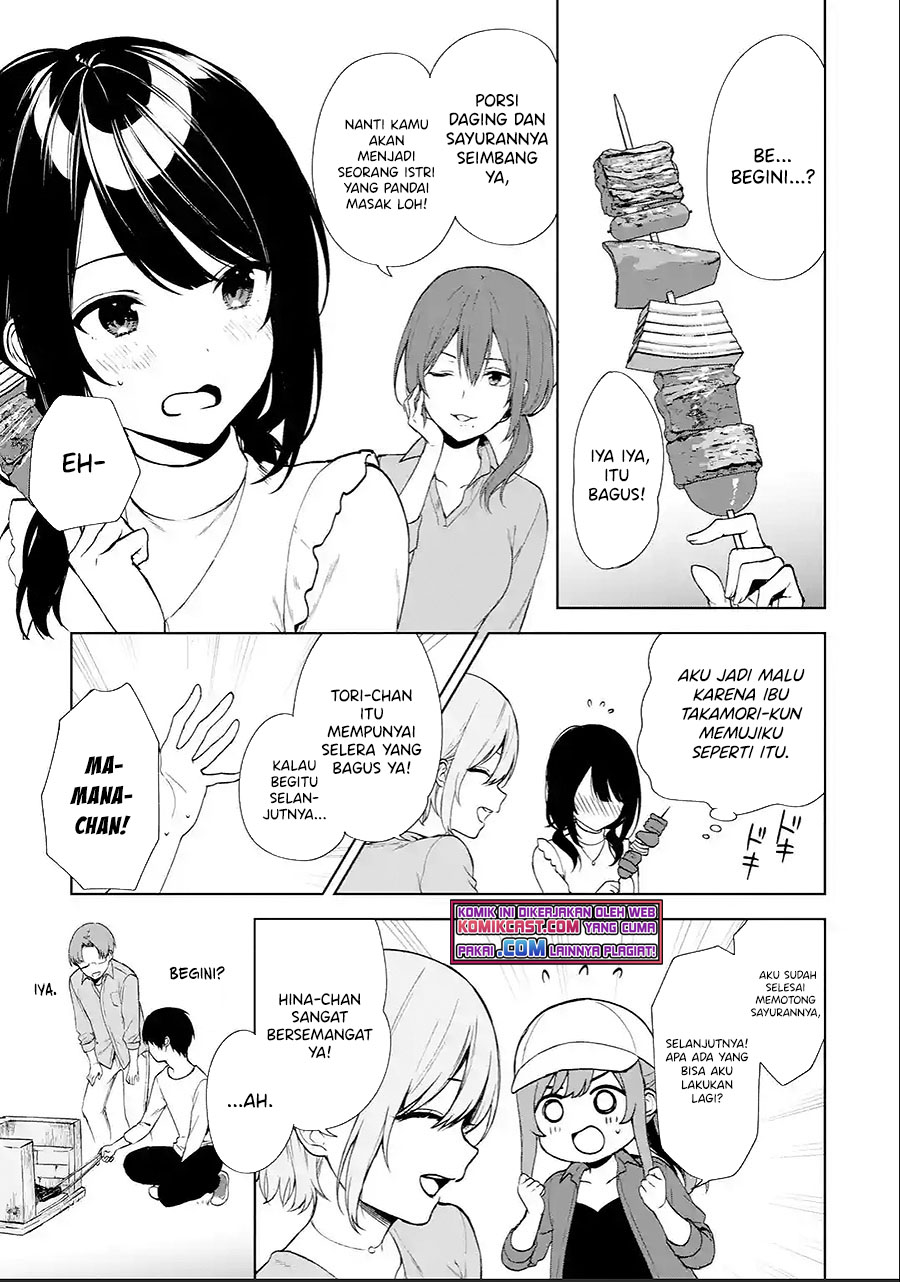 BE...
BEGINI...?
IYA IYA,
ITU
BAGUS!
PORSI
DAGING DAN
SAYURANNYA
SEIMBANG
YA,
NANTI KAMU
AKAN
MENJADI
SEORANG ISTRI
YANG PANDAI
MASAK LOH!
EH-
AKU JADI MALU
KARENA IBU
TAKAMORI-KUN
MEMUJIKU
SEPERTI ITU.
ドキ
ドキ
TORI-CHAN
ITU
MEMPUNYAI
SELERA YANG
BAGUS YA!
KALAU
BEGITU
SELAN-
JUTNYA...
MA-
MANA-
CHAN!
KOMIK INI DIKERJAKAN OLEH WEB
KOMIKCAST.COM YANG CUMA
PAKAI .COM LAINNYA PLAGIAT!
AKU SUDAH
SELESAI
MEMOTONG
SAYURANNYA,
SELANJUTNYA!
APA ADA YANG
BISA AKU
LAKUKAN
LAGI?
HINA-CHAN
SANGAT
BERSEMANGAT
YA!
...AH.
BEGINI?
IYA.